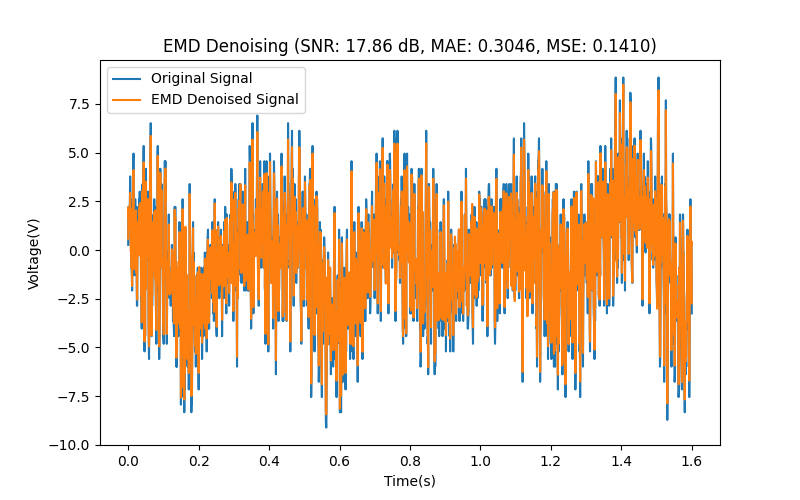 EMD Denoising (SNR: 17.86 dB, MAE: 0.3046, MSE: 0.1410)
Original Signal
EMD Denoised Signal
7.5
5.0
2.5
0.0
−2.5
−5.0
−7.5
−10.0
Voltage(V)
0.0 0.2 0.4 0.6 0.8 1.0 1.2 1.4 1.6
Time(s)